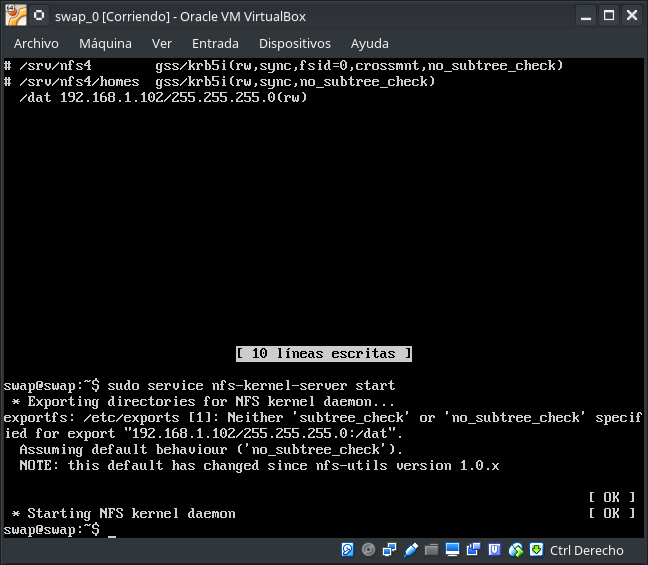 swap_0 [Corriendo] - Oracle VM VirtualBox
Archivo Máquina Ver Entrada Dispositivos Ayuda
# /srv/nfs4        gss/krb5i(rw,sync,fsid=0,crossmnt,no_subtree_check)
# /srv/nfs4/homes  gss/krb5i(rw,sync,no_subtree_check)
  /dat 192.168.1.102/255.255.255.0(rw)
[ 10 líneas escritas ]
swap@swap:~$ sudo service nfs-kernel-server start
 * Exporting directories for NFS kernel daemon...
exportfs: /etc/exports [1]: Neither 'subtree_check' or 'no_subtree_check' specif
ied for export "192.168.1.102/255.255.255.0:/dat".
  Assuming default behaviour ('no_subtree_check').
  NOTE: this default has changed since nfs-utils version 1.0.x
[ OK ]
 * Starting NFS kernel daemon [ OK ]
swap@swap:~$ _
Ctrl Derecho